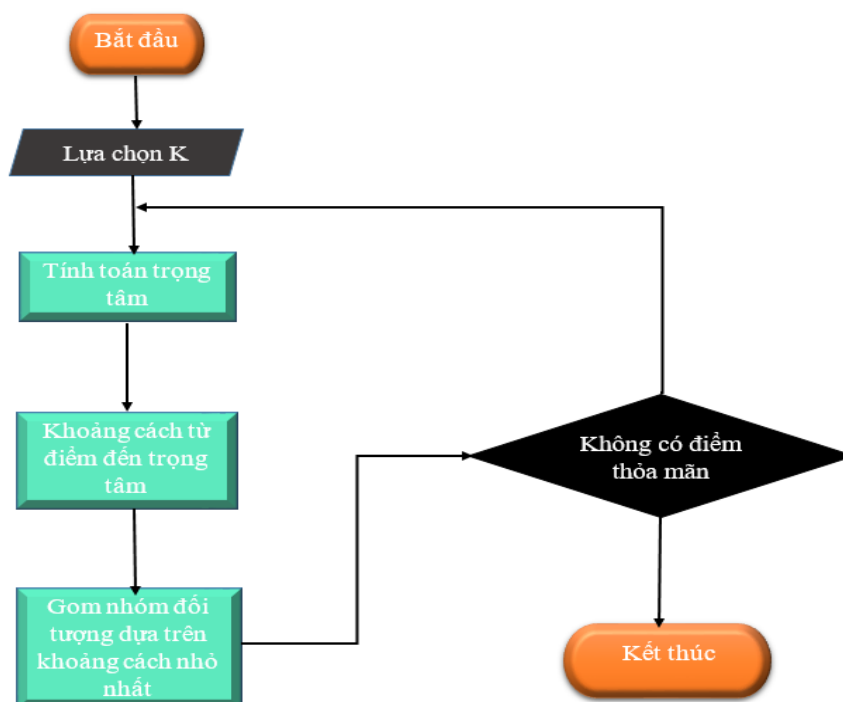 Bắt đầu
Lựa chọn K
Tính toán trọng
tâm
Khoảng cách từ
điểm đến trọng
tâm
Gom nhóm đối
tượng dựa trên
khoảng cách nhỏ
nhất
Không có điểm
thỏa mãn
Kết thúc